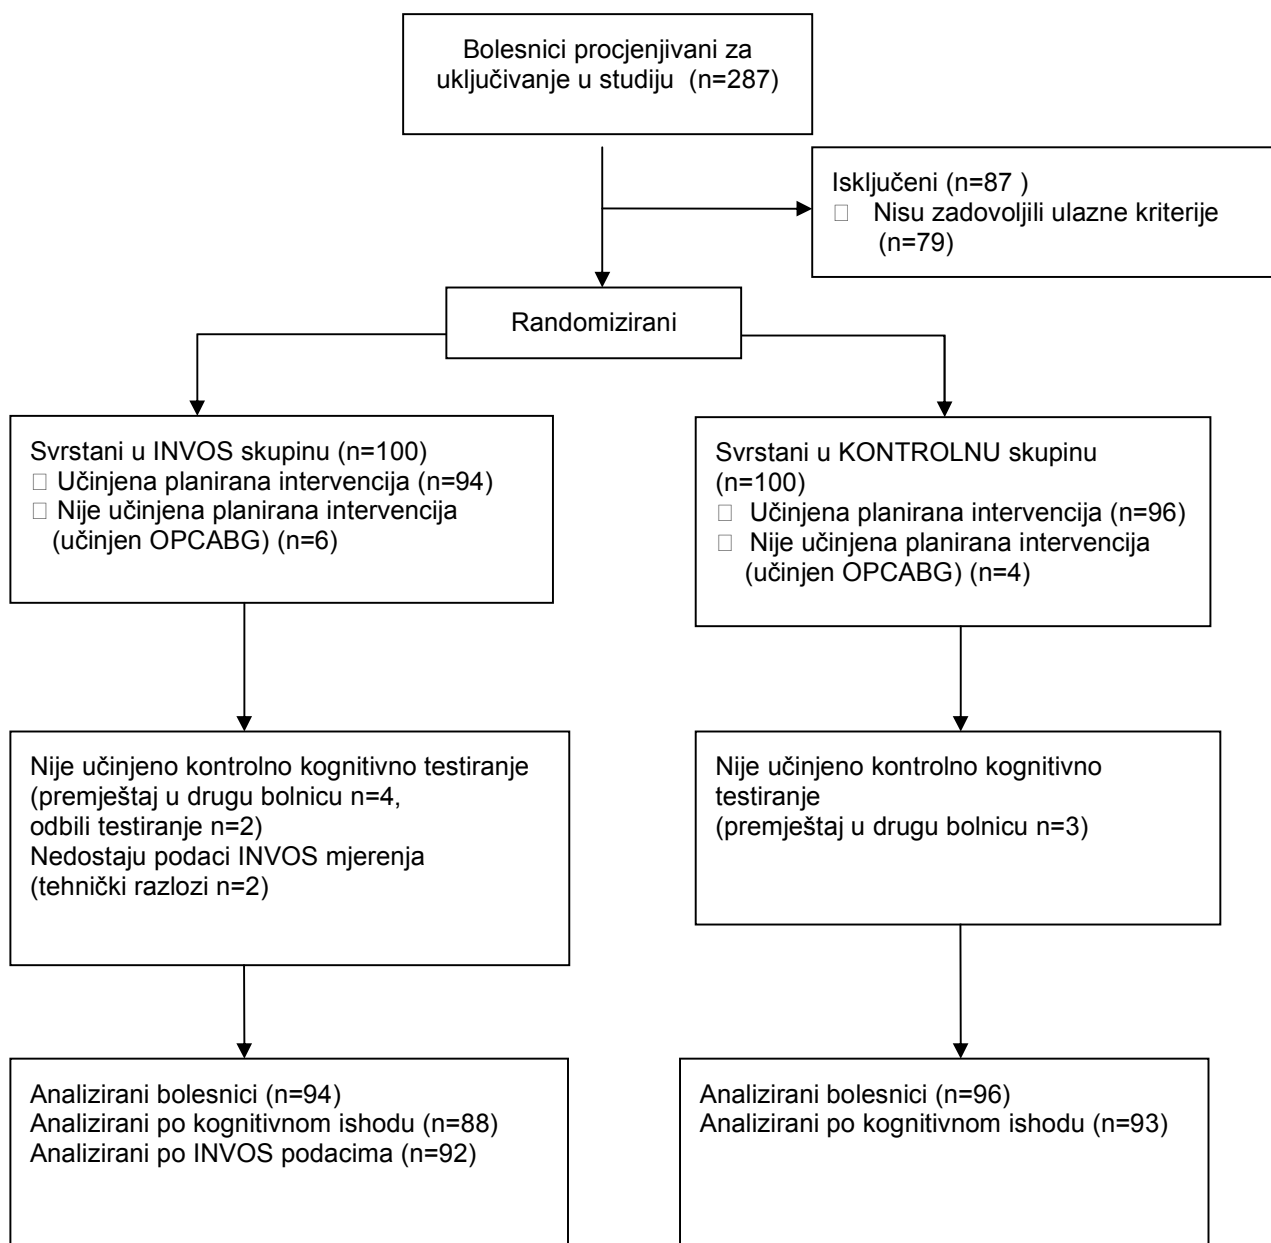 Bolesnici procjenjivani za
uključivanje u studiju (n=287)
Isključeni (n=87 )
□ Nisu zadovoljili ulazne kriterije
(n=79)
Randomizirani
Svrstani u INVOS skupinu (n=100)
□ Učinjena planirana intervencija (n=94)
□ Nije učinjena planirana intervencija
(učinjen OPCABG) (n=6)
Svrstani u KONTROLNU skupinu
(n=100)
□ Učinjena planirana intervencija (n=96)
□ Nije učinjena planirana intervencija
(učinjen OPCABG) (n=4)
Nije učinjeno kontrolno kognitivno testiranje
(premještaj u drugu bolnicu n=4,
odbili testiranje n=2)
Nedostaju podaci INVOS mjerenja
(tehnički razlozi n=2)
Nije učinjeno kontrolno kognitivno
testiranje
(premještaj u drugu bolnicu n=3)
Analizirani bolesnici (n=94)
Analizirani po kognitivnom ishodu (n=88)
Analizirani po INVOS podacima (n=92)
Analizirani bolesnici (n=96)
Analizirani po kognitivnom ishodu (n=93)